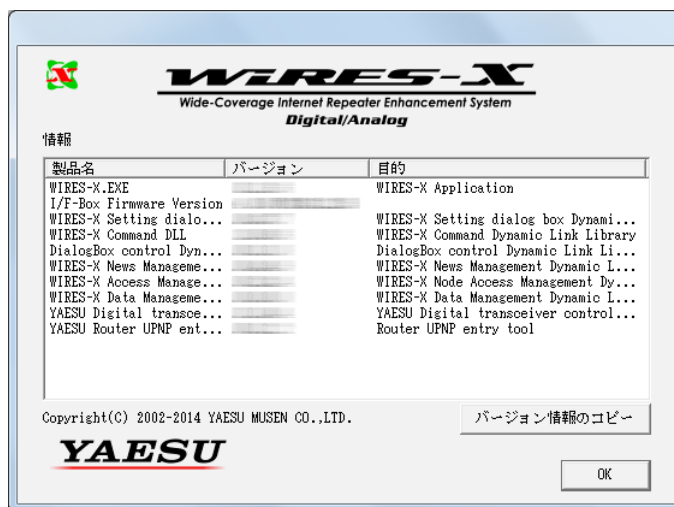 WiRES-X
Wide-Coverage Internet Repeater Enhancement System
Digital/Analog
情報
製品名 バージョン 目的
WIRES-X.EXE WIRES-X Application
I/F-Box Firmware Version
WIRES-X Setting dialo... WIRES-X Setting dialog box Dynami...
WIRES-X Command DLL WIRES-X Command Dynamic Link Library
DialogBox control Dyn... DialogBox control Dynamic Link Li...
WIRES-X News Manageme... WIRES-X News Management Dynamic L...
WIRES-X Access Manage... WIRES-X Node Access Management Dy...
WIRES-X Data Manageme... WIRES-X Data Management Dynamic L...
YAESU Digital transce... YAESU Digital transceiver control...
YAESU Router UPNP ent... Router UPNP entry tool
Copyright(C) 2002-2014 YAESU MUSEN CO.,LTD.
バージョン情報のコピー
YAESU
OK